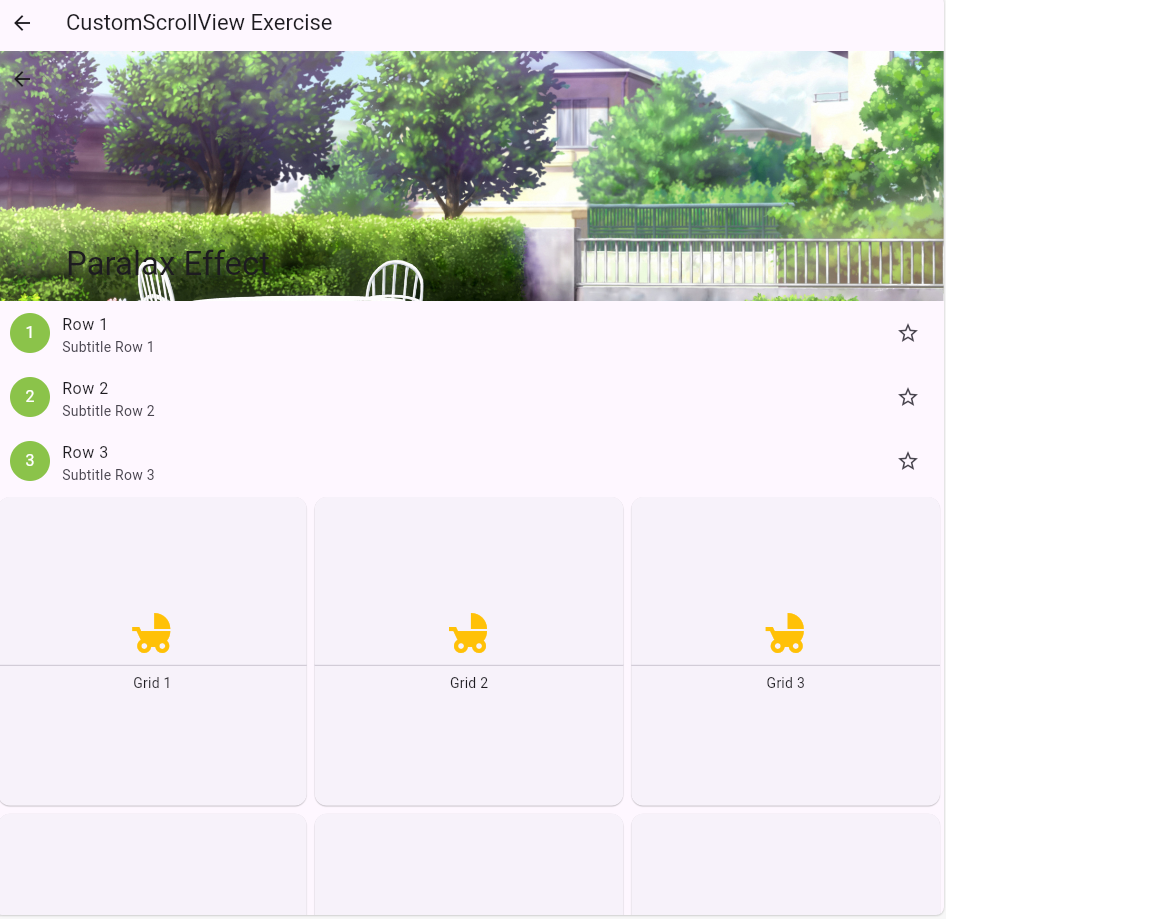 CustomScrollView Exercise
Paralax Effect
1
Row 1
Subtitle Row 1
2
Row 2
Subtitle Row 2
3
Row 3
Subtitle Row 3
Grid 1
Grid 2
Grid 3